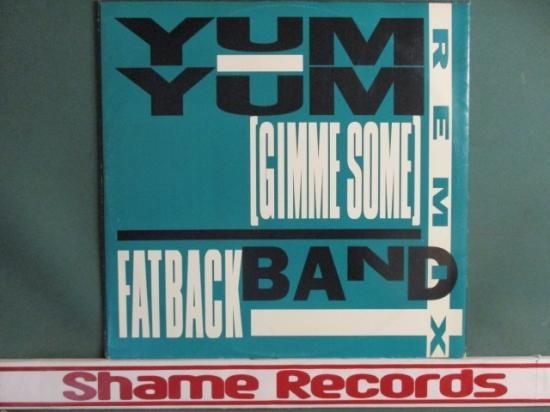 YUM
YUM
[GIMME SOME]
FATBACK BAND
REMIX
Shame Records